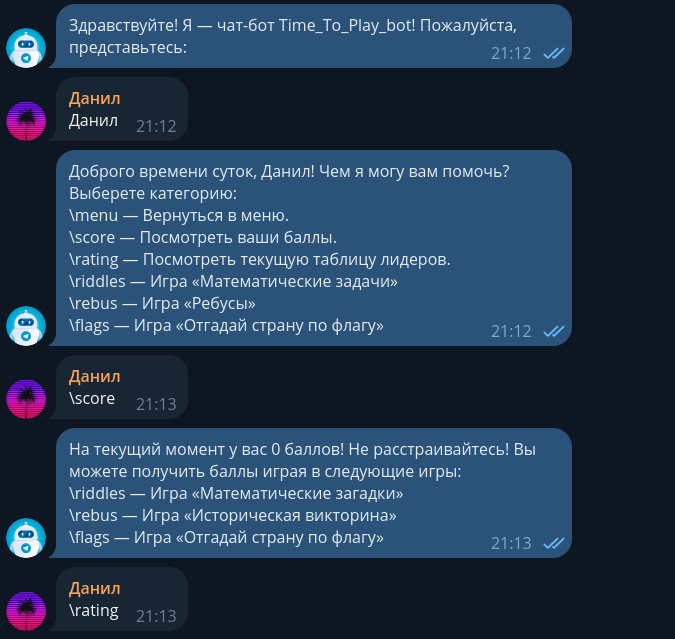 Здравствуйте! Я — чат-бот Time_To_Play_bot! Пожалуйста,
представьтесь:
21:12
Данил
Данил
21:12
Доброго времени суток, Данил! Чем я могу вам помочь?
Выберете категорию:
\menu — Вернуться в меню.
\score — Посмотреть ваши баллы.
\rating — Посмотреть текущую таблицу лидеров.
\riddles — Игра «Математические задачи»
\rebus — Игра «Ребусы»
\flags — Игра «Отгадай страну по флагу»
21:12
Данил
\score
21:13
На текущий момент у вас 0 баллов! Не расстраивайтесь! Вы
можете получить баллы играя в следующие игры:
\riddles — Игра «Математические загадки»
\rebus — Игра «Историческая викторина»
\flags — Игра «Отгадай страну по флагу»
21:13
Данил
\rating
21:13